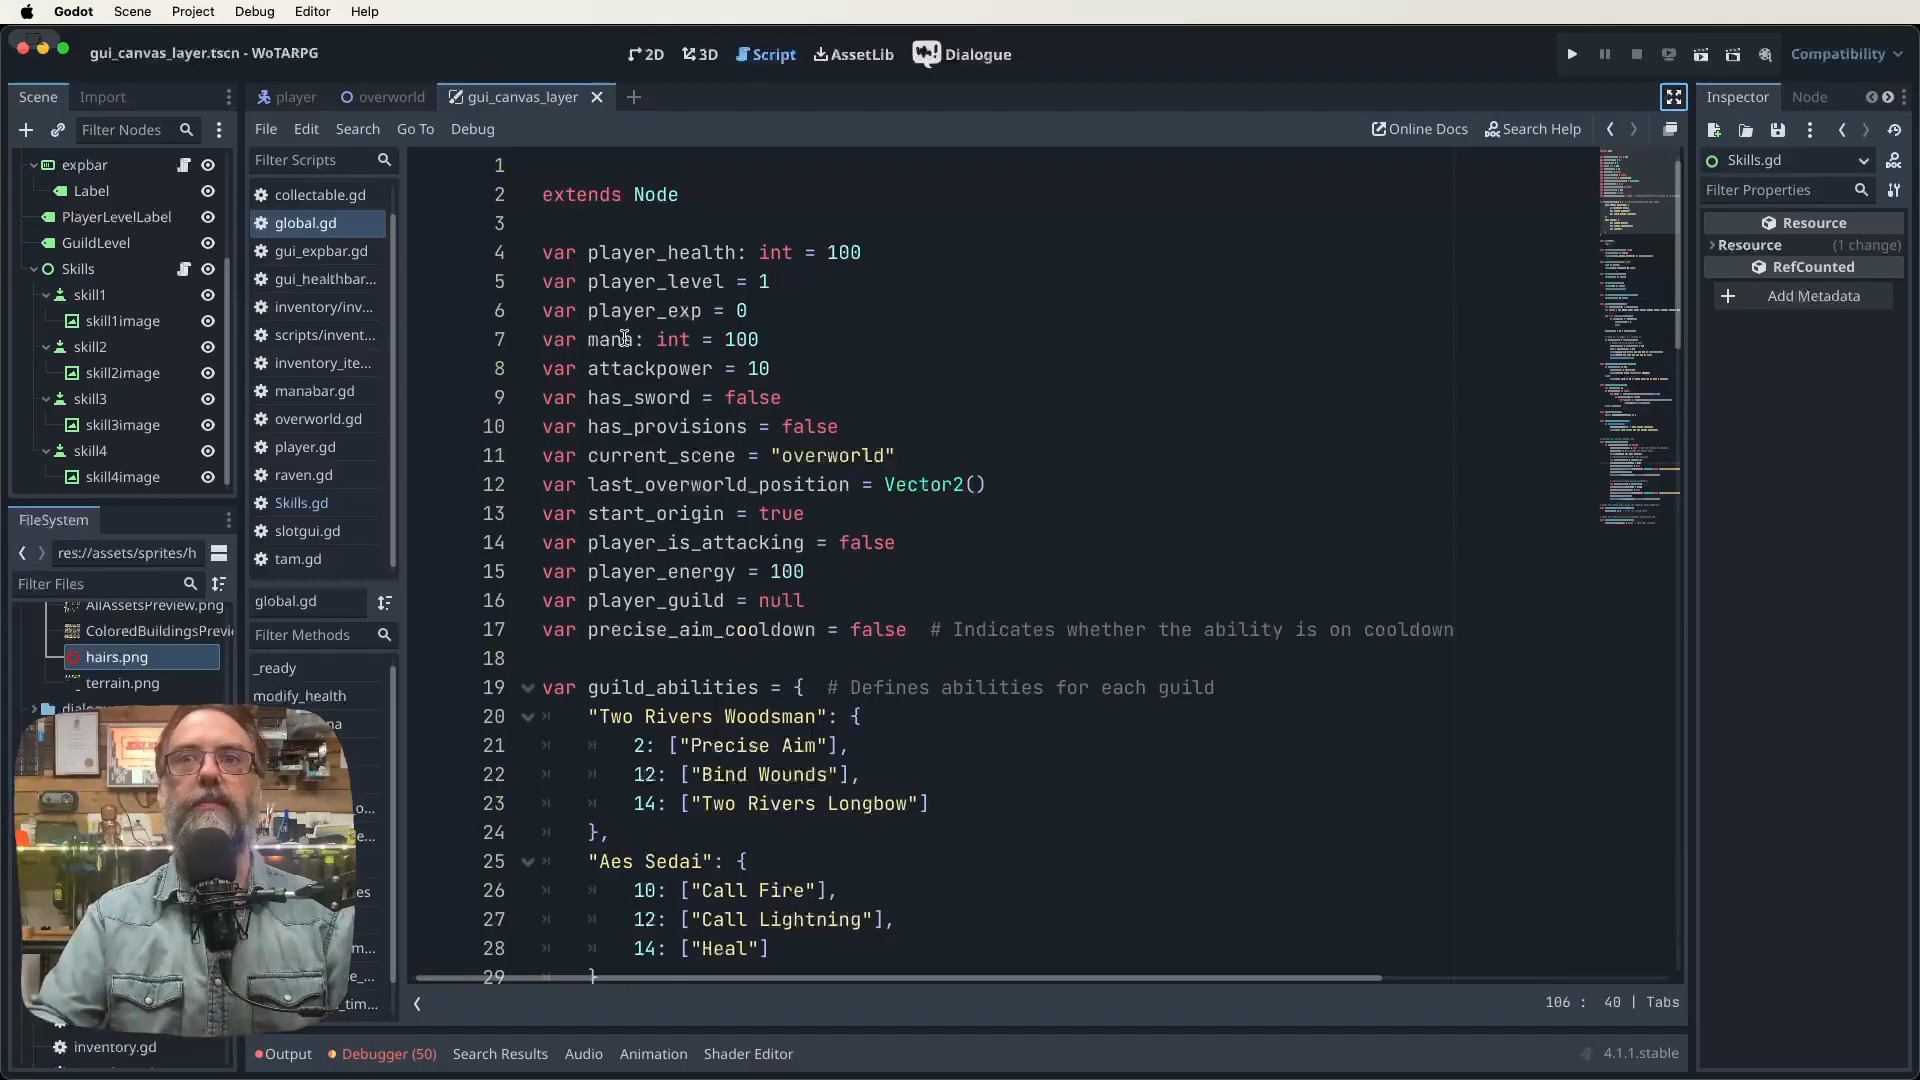 Godot Scene Project Debug Editor Help
gui_canvas_layer.tscn - WoTARPG
2D 3D Script AssetLib Dialogue
Compatibility
Scene Import
player overworld gui_canvas_layer
Inspector Node
Filter Nodes
File Edit Search Go To Debug
Online Docs Search Help
expbar
Label
PlayerLevelLabel
GuildLevel
Skills
skill1
skill1image
skill2
skill2image
skill3
skill3image
skill4
skill4image
FileSystem
res://assets/sprites/h
Filter Files
AllAssetsPreview.png
ColoredBuildingsPrevi
hairs.png
terrain.png
inventory.gd
Filter Scripts
collectable.gd
global.gd
gui_expbar.gd
gui_healthbar...
inventory/inv...
scripts/invent...
inventory_ite...
manabar.gd
overworld.gd
player.gd
raven.gd
Skills.gd
slotgui.gd
tam.gd
global.gd
Filter Methods
_ready
modify_health
1
2 extends Node
3
4 var player_health: int = 100
5 var player_level = 1
6 var player_exp = 0
7 var mana: int = 100
8 var attackpower = 10
9 var has_sword = false
10 var has_provisions = false
11 var current_scene = "overworld"
12 var last_overworld_position = Vector2()
13 var start_origin = true
14 var player_is_attacking = false
15 var player_energy = 100
16 var player_guild = null
17 var precise_aim_cooldown = false # Indicates whether the ability is on cooldown
18
19 var guild_abilities = { # Defines abilities for each guild
20 "Two Rivers Woodsman": {
21 2: ["Precise Aim"],
22 12: ["Bind Wounds"],
23 14: ["Two Rivers Longbow"]
24 },
25 "Aes Sedai": {
26 10: ["Call Fire"],
27 12: ["Call Lightning"],
28 14: ["Heal"]
29 }
106 : 40 | Tabs
Output Debugger (50) Search Results Audio Animation Shader Editor
4.1.1.stable
Skills.gd
Filter Properties
Resource
Resource (1 change)
RefCounted
Add Metadata